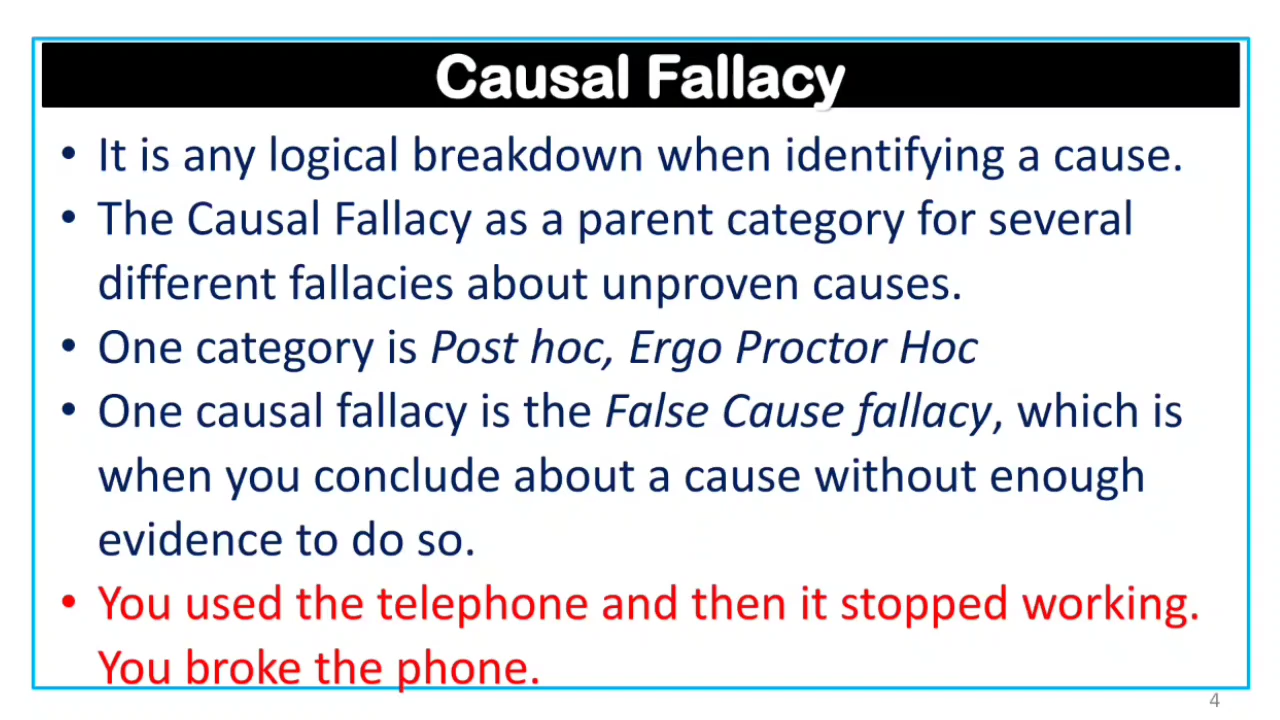 Causal Fallacy
• It is any logical breakdown when identifying a cause.
• The Causal Fallacy as a parent category for several
different fallacies about unproven causes.
• One category is Post hoc, Ergo Proctor Hoc
• One causal fallacy is the False Cause fallacy, which is
when you conclude about a cause without enough
evidence to do so.
• You used the telephone and then it stopped working.
You broke the phone.
4